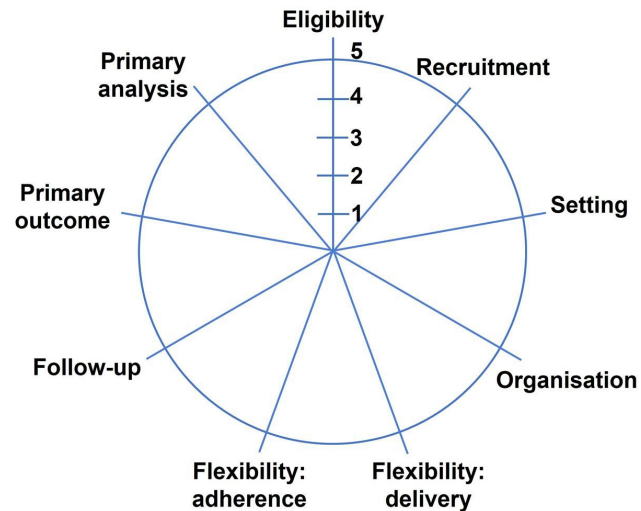 Eligibility
5
4
3
2
1
Recruitment
Setting
Organisation
Flexibility:
delivery
Flexibility:
adherence
Follow-up
Primary
outcome
Primary
analysis